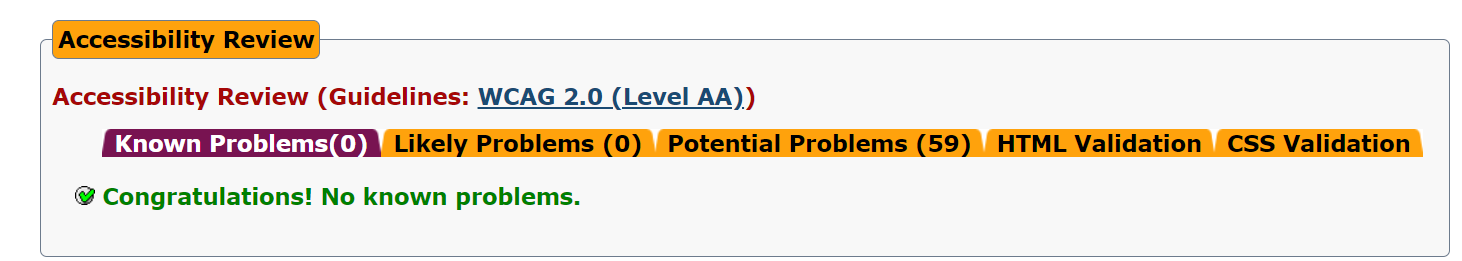 Accessibility Review
Accessibility Review (Guidelines: WCAG 2.0 (Level AA))
Known Problems(0) Likely Problems (0) Potential Problems (59) HTML Validation CSS Validation
Congratulations! No known problems.